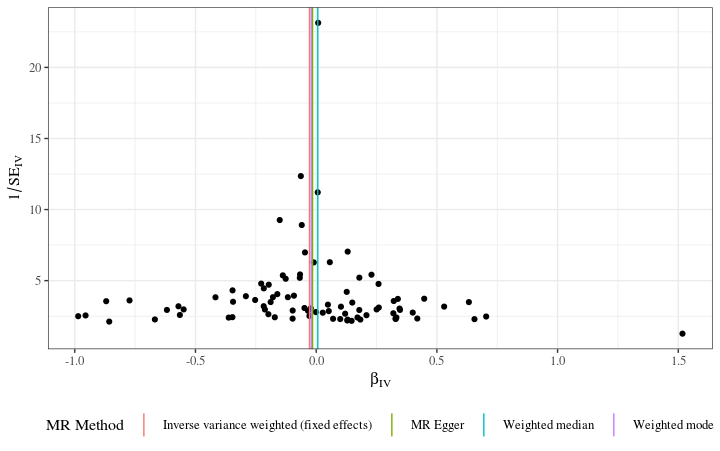 20
15
10
5
1/SE_IV
-1.0 -0.5 0.0 0.5 1.0 1.5
β_IV
MR Method Inverse variance weighted (fixed effects) MR Egger Weighted median Weighted mode